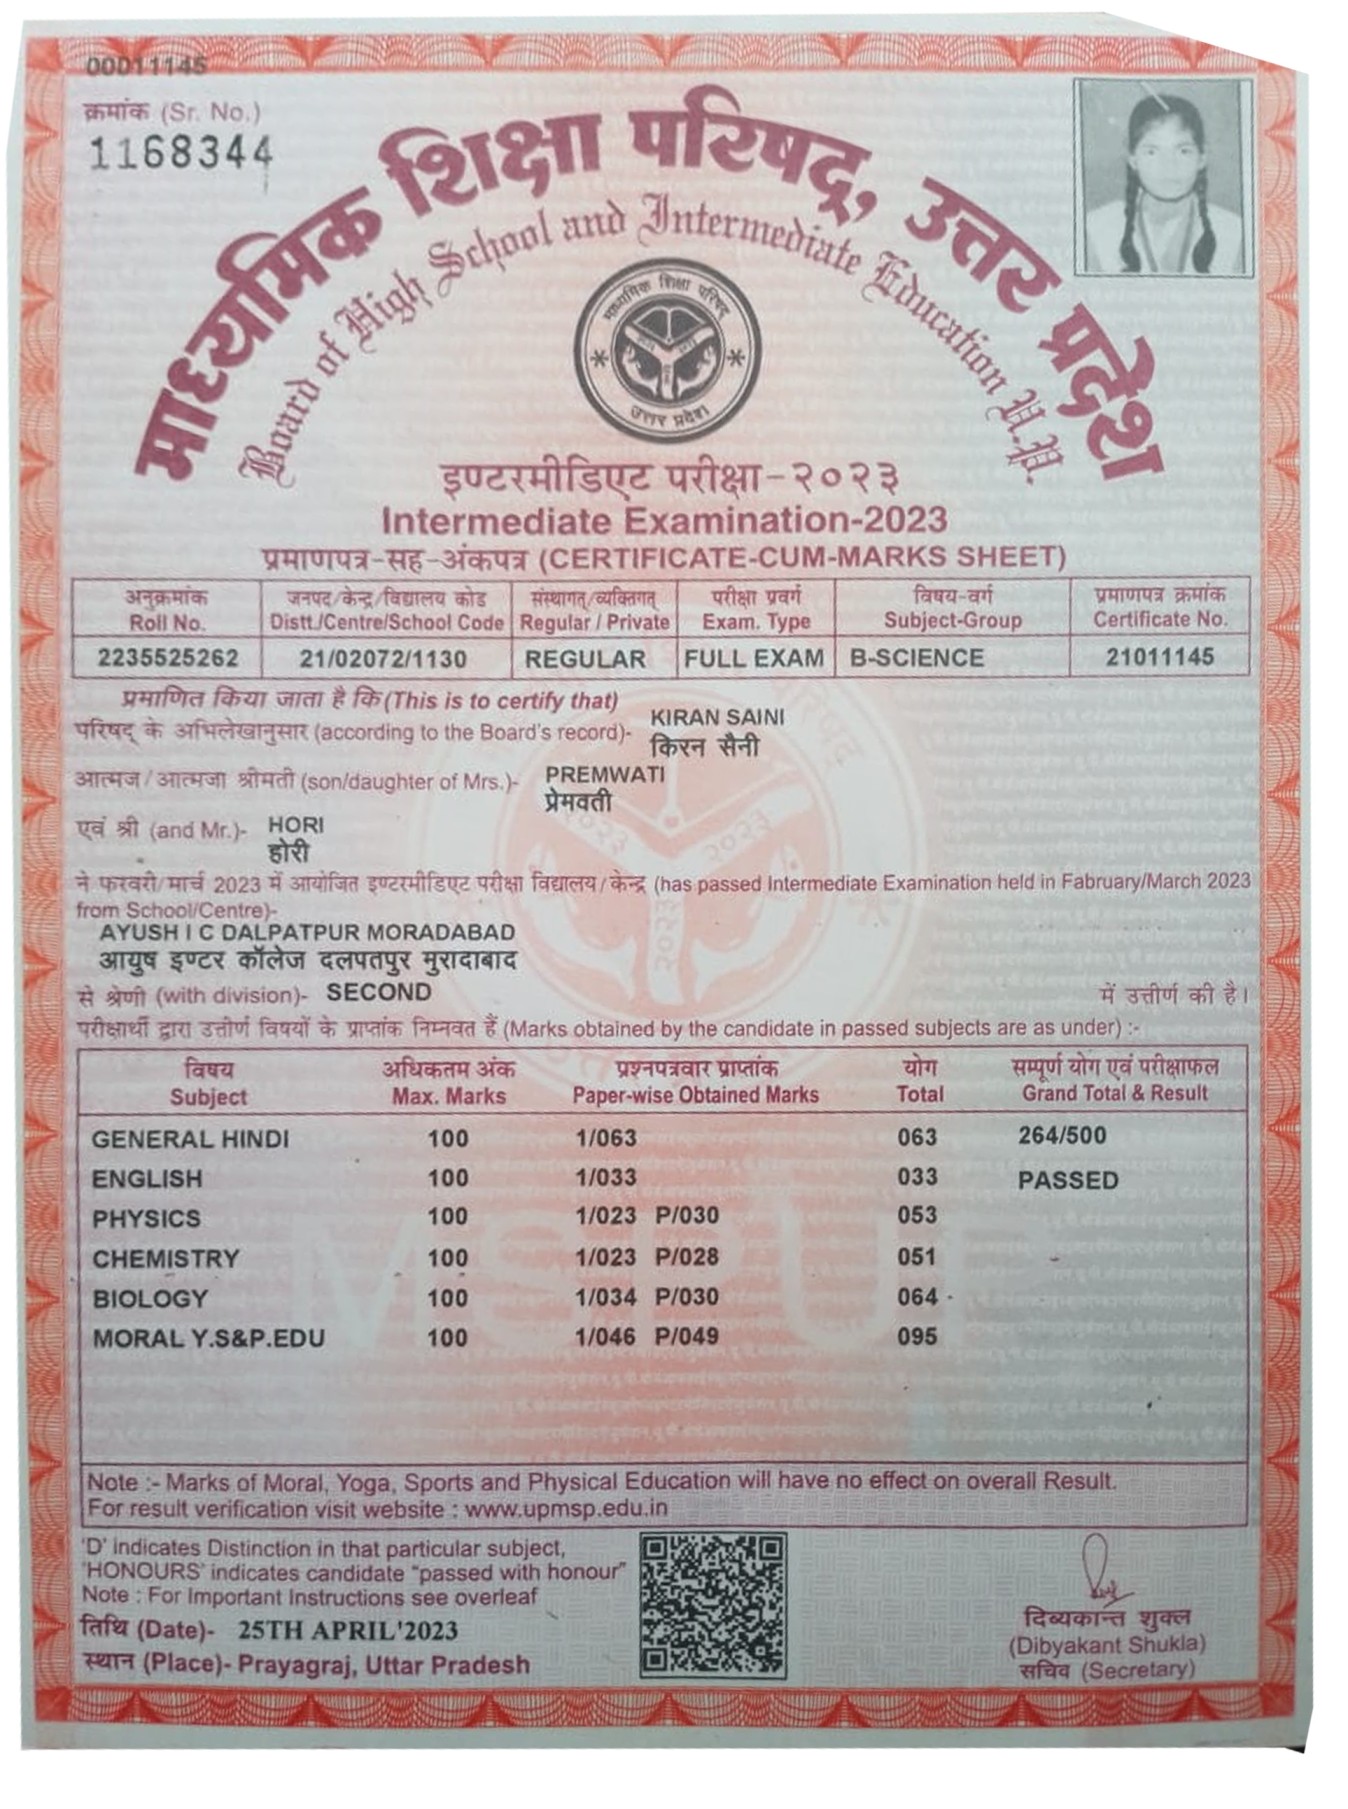 00011145
क्रमांक (Sr. No.)
1168344
माध्यमिक शिक्षा परिषद्, उत्तर प्रदेश
Board of High School and Intermediate Education U.P.
माध्यमिक शिक्षा परिषद्
उत्तर प्रदेश
इण्टरमीडिएट परीक्षा-२०२३
Intermediate Examination-2023
प्रमाणपत्र-सह-अंकपत्र (CERTIFICATE-CUM-MARKS SHEET)
अनुक्रमांक जनपद/केन्द्र/विद्यालय कोड संस्थागत्/व्यक्तिगत् परीक्षा प्रवर्ग विषय-वर्ग प्रमाणपत्र क्रमांक
Roll No. Distt./Centre/School Code Regular / Private Exam. Type Subject-Group Certificate No.
2235525262 21/02072/1130 REGULAR FULL EXAM B-SCIENCE 21011145
प्रमाणित किया जाता है कि (This is to certify that)
परिषद् के अभिलेखानुसार (according to the Board's record)- KIRAN SAINI
किरन सैनी
आत्मज/आत्मजा श्रीमती (son/daughter of Mrs.)- PREMWATI
प्रेमवती
एवं श्री (and Mr.)- HORI
होरी
ने फरवरी/मार्च 2023 में आयोजित इण्टरमीडिएट परीक्षा विद्यालय/केन्द्र (has passed Intermediate Examination held in Fabruary/March 2023
from School/Centre)-
AYUSH I C DALPATPUR MORADABAD
आयुष इण्टर कॉलेज दलपतपुर मुरादाबाद
से श्रेणी (with division)- SECOND में उत्तीर्ण की है।
परीक्षार्थी द्वारा उत्तीर्ण विषयों के प्राप्तांक निम्नवत हैं (Marks obtained by the candidate in passed subjects are as under) :-
विषय अधिकतम अंक प्रश्नपत्रवार प्राप्तांक योग सम्पूर्ण योग एवं परीक्षाफल
Subject Max. Marks Paper-wise Obtained Marks Total Grand Total & Result
GENERAL HINDI 100 1/063 063 264/500
ENGLISH 100 1/033 033 PASSED
PHYSICS 100 1/023 P/030 053
CHEMISTRY 100 1/023 P/028 051
BIOLOGY 100 1/034 P/030 064
MORAL Y.S&P.EDU 100 1/046 P/049 095
Note :- Marks of Moral, Yoga, Sports and Physical Education will have no effect on overall Result.
For result verification visit website : www.upmsp.edu.in
'D' indicates Distinction in that particular subject,
'HONOURS' indicates candidate "passed with honour"
Note : For Important Instructions see overleaf
तिथि (Date)- 25TH APRIL'2023
स्थान (Place)- Prayagraj, Uttar Pradesh
दिव्यकान्त शुक्ल
(Dibyakant Shukla)
सचिव (Secretary)